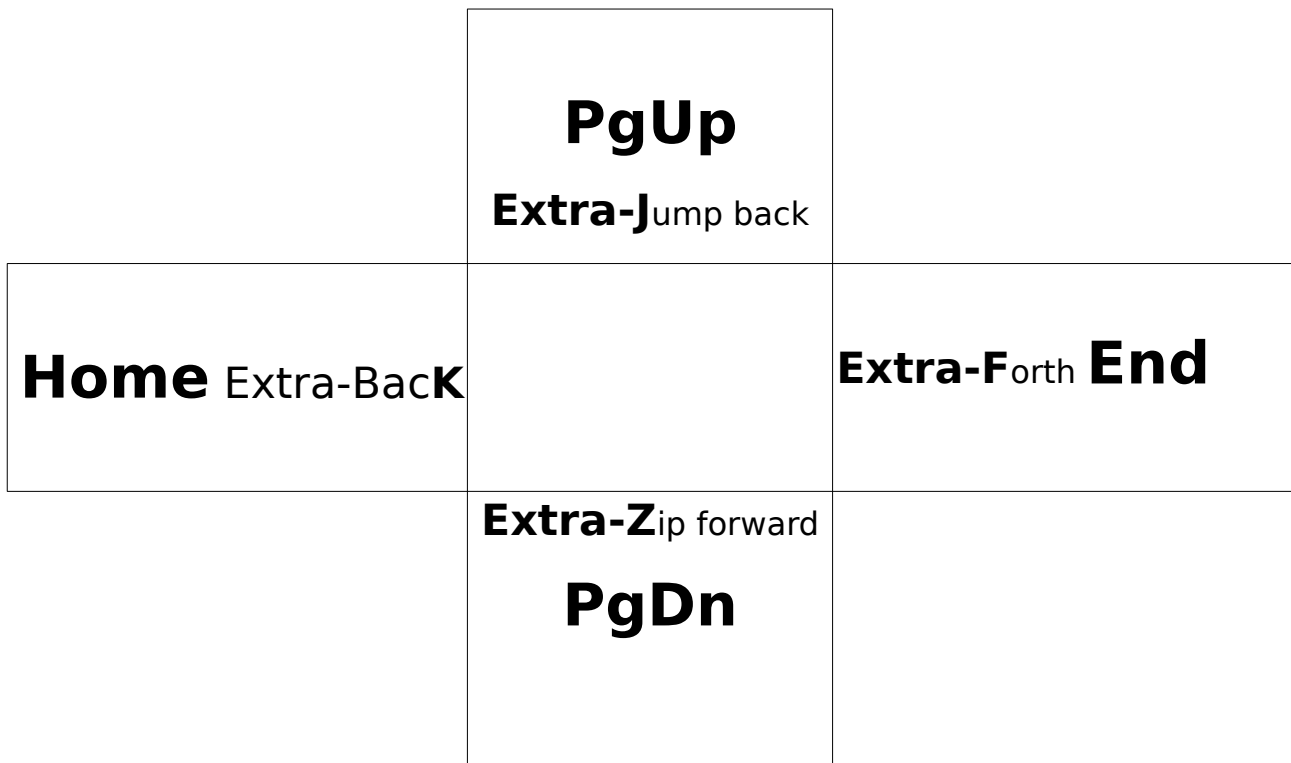 PgUp
Extra-Jump back
Home Extra-BacK
Extra-Forth End
Extra-Zip forward
PgDn